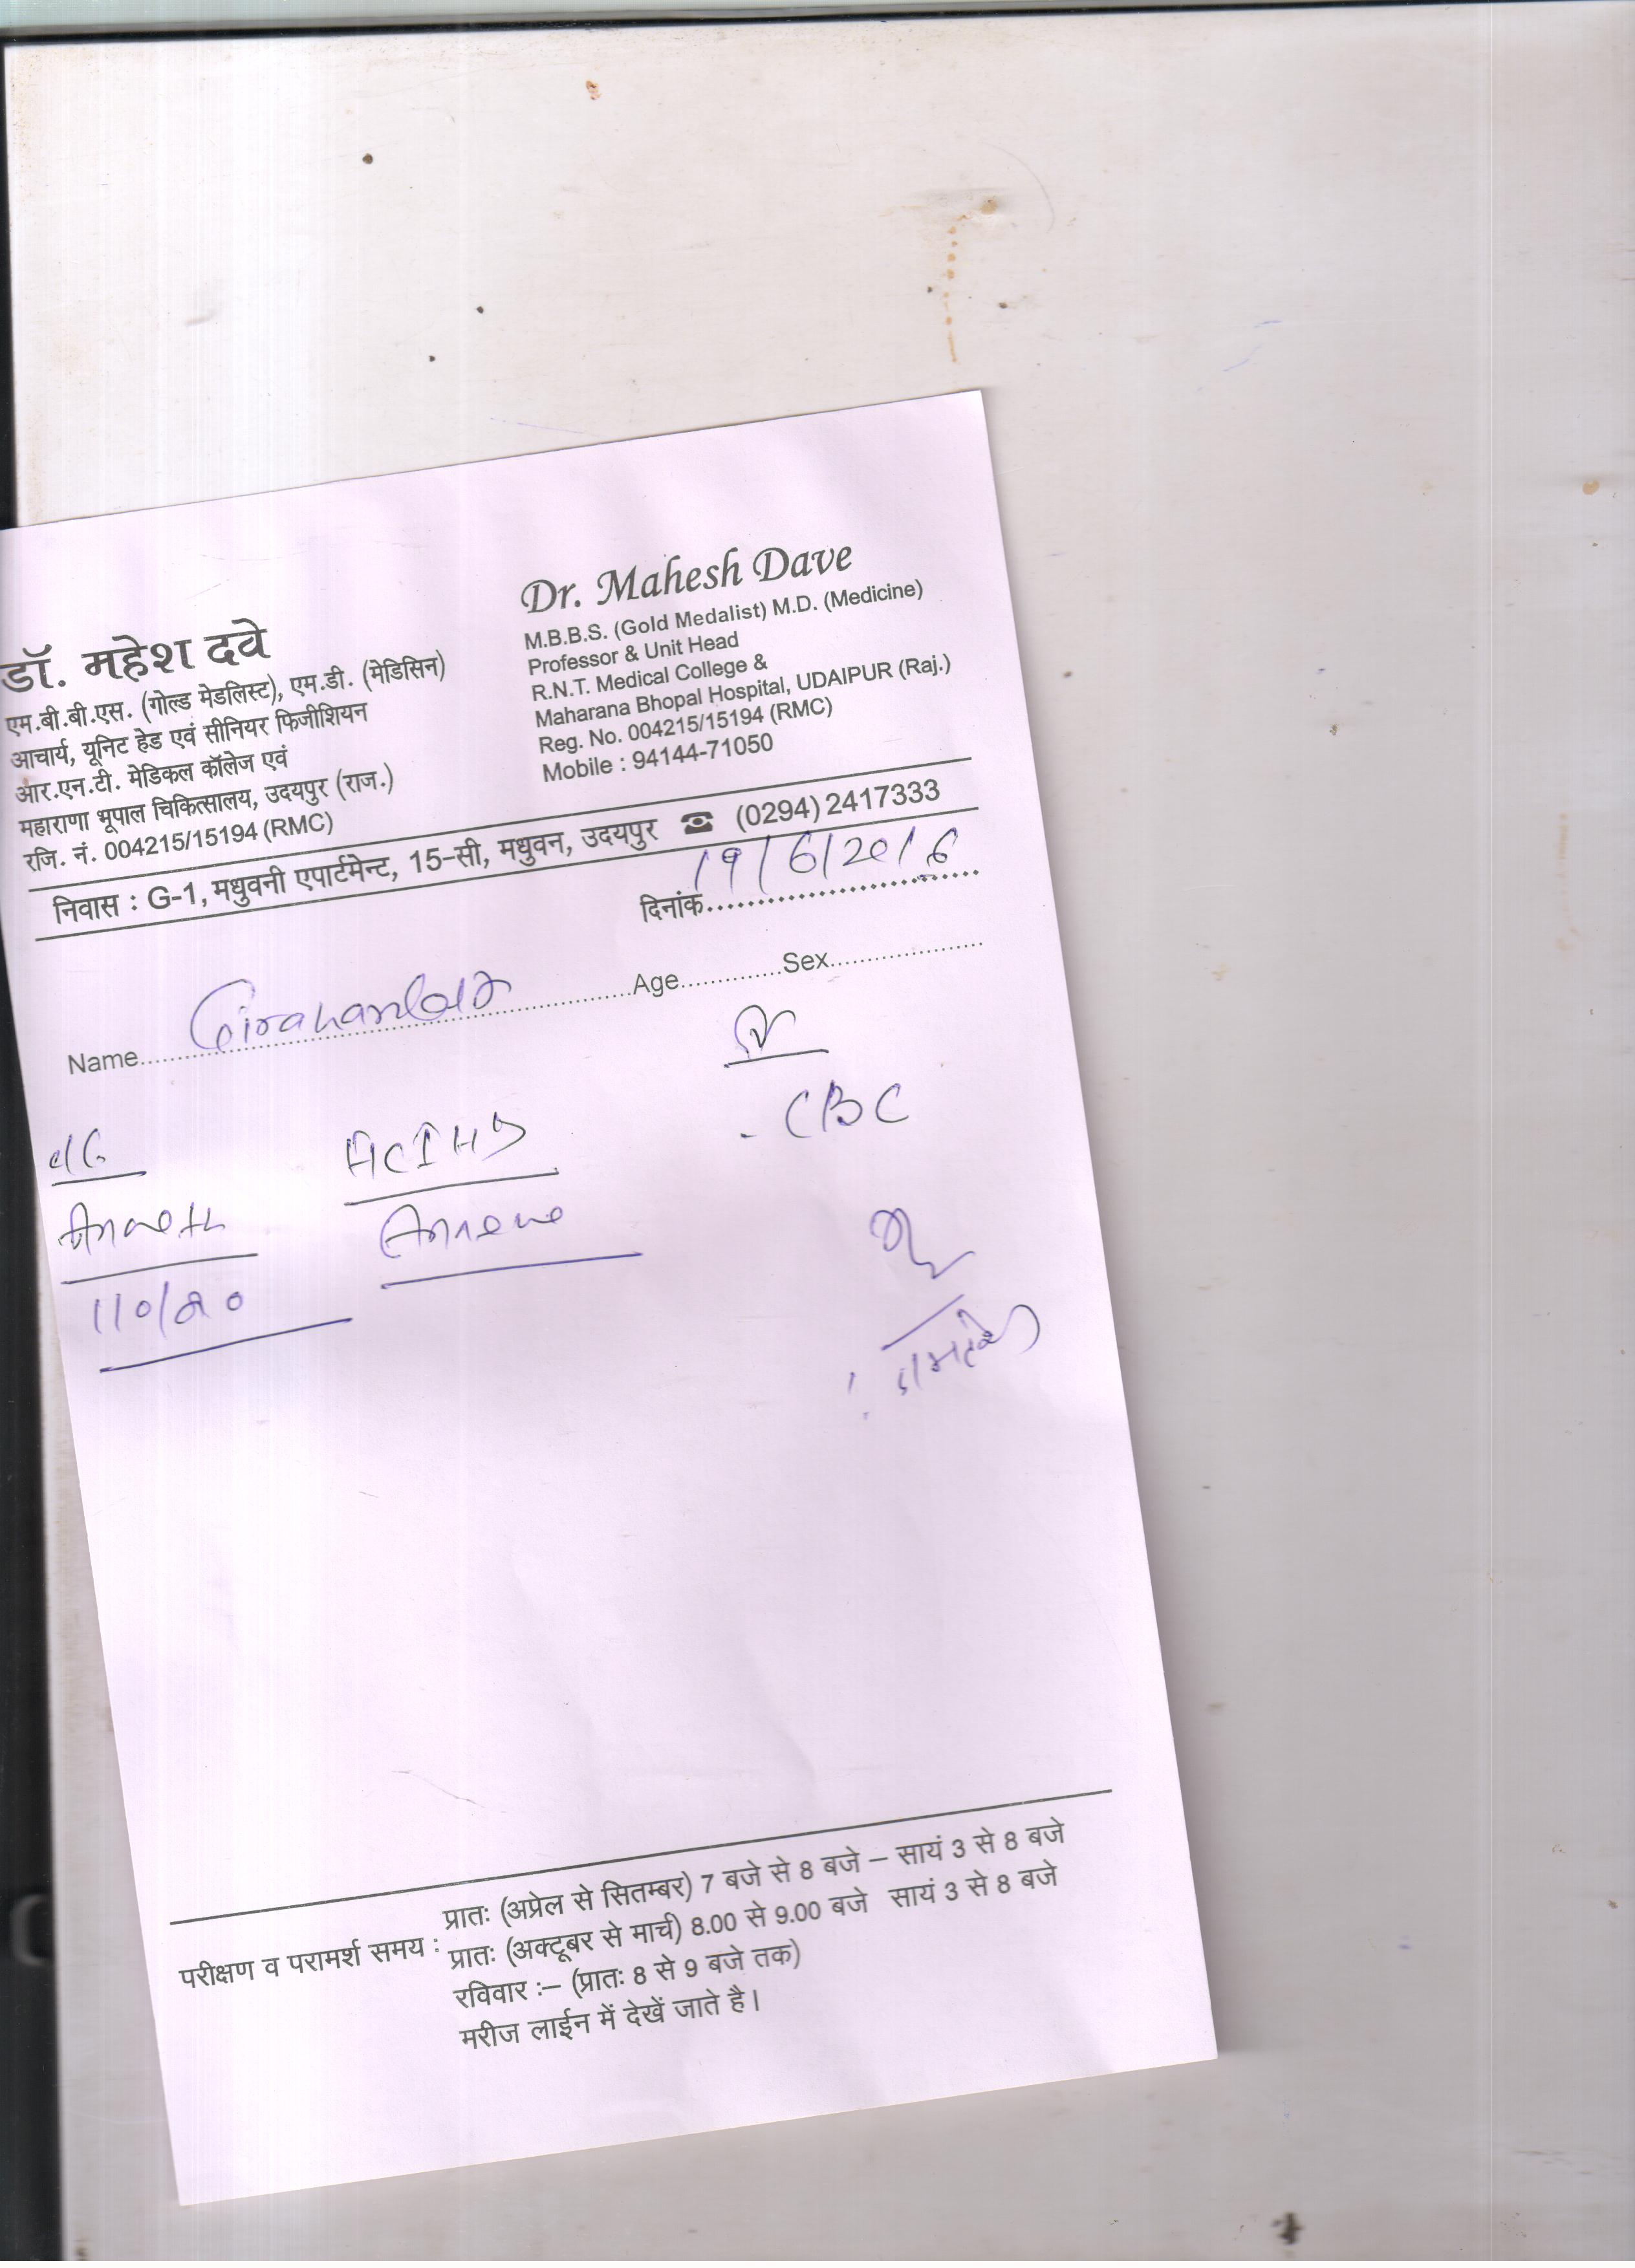 डॉ. महेश दवे
एम.बी.बी.एस. (गोल्ड मेडलिस्ट), एम.डी. (मेडिसिन)
आचार्य, यूनिट हेड एवं सीनियर फिजीशियन
आर.एन.टी. मेडिकल कॉलेज एवं
महाराणा भूपाल चिकित्सालय, उदयपुर (राज.)
रजि. नं. 004215/15194 (RMC)
Dr. Mahesh Dave
M.B.B.S. (Gold Medalist) M.D. (Medicine)
Professor & Unit Head
R.N.T. Medical College &
Maharana Bhopal Hospital, UDAIPUR (Raj.)
Reg. No. 004215/15194 (RMC)
Mobile : 94144-71050
निवास : G-1, मधुवनी एपार्टमेन्ट, 15-सी, मधुवन, उदयपुर ☎ (0294) 2417333
दिनांक 19/6/2016
Name Age Sex
- CBC
110/80
परीक्षण व परामर्श समय :
प्रातः (अप्रेल से सितम्बर) 7 बजे से 8 बजे – सायं 3 से 8 बजे
प्रातः (अक्टूबर से मार्च) 8.00 से 9.00 बजे सायं 3 से 8 बजे
रविवार :– (प्रातः 8 से 9 बजे तक)
मरीज लाईन में देखें जाते है।